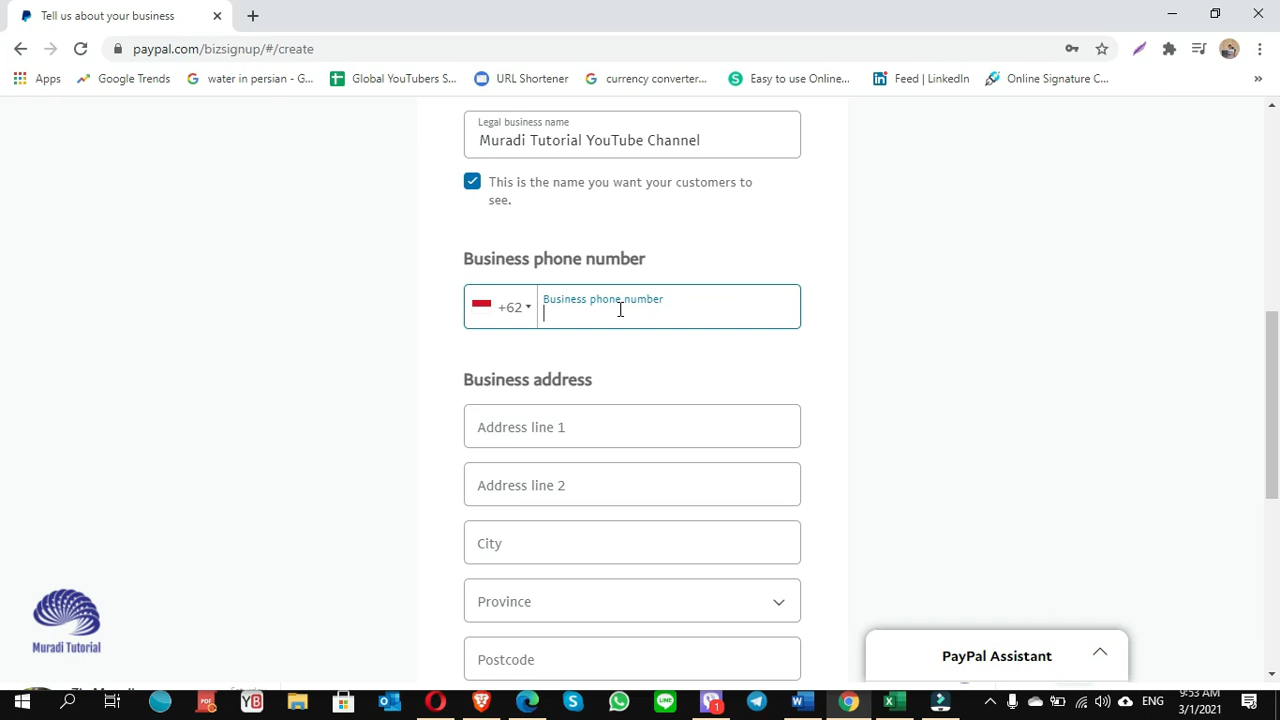 Tell us about your business
paypal.com/bizsignup/#/create
Apps
Google Trends
water in persian - G...
Global YouTubers S...
URL Shortener
currency converter...
Easy to use Online...
Feed | LinkedIn
Online Signature C...
»
Legal business name
Muradi Tutorial YouTube Channel
This is the name you want your customers to
see.
Business phone number
+62
Business phone number
Business address
Address line 1
Address line 2
City
Province
Postcode
Muradi Tutorial
PayPal Assistant
1
ENG
9:53 AM
3/1/2021